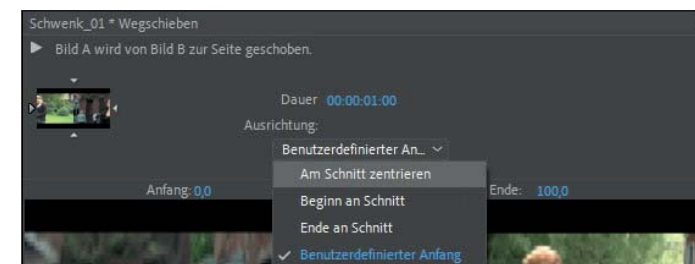 Schwenk_01 * Wegschieben
Bild A wird von Bild B zur Seite geschoben.
Dauer 00:00:01:00
Ausrichtung:
Benutzerdefinierter An...
Am Schnitt zentrieren
Anfang: 0,0 Ende: 100,0
Beginn an Schnitt
Ende an Schnitt
Benutzerdefinierter Anfang